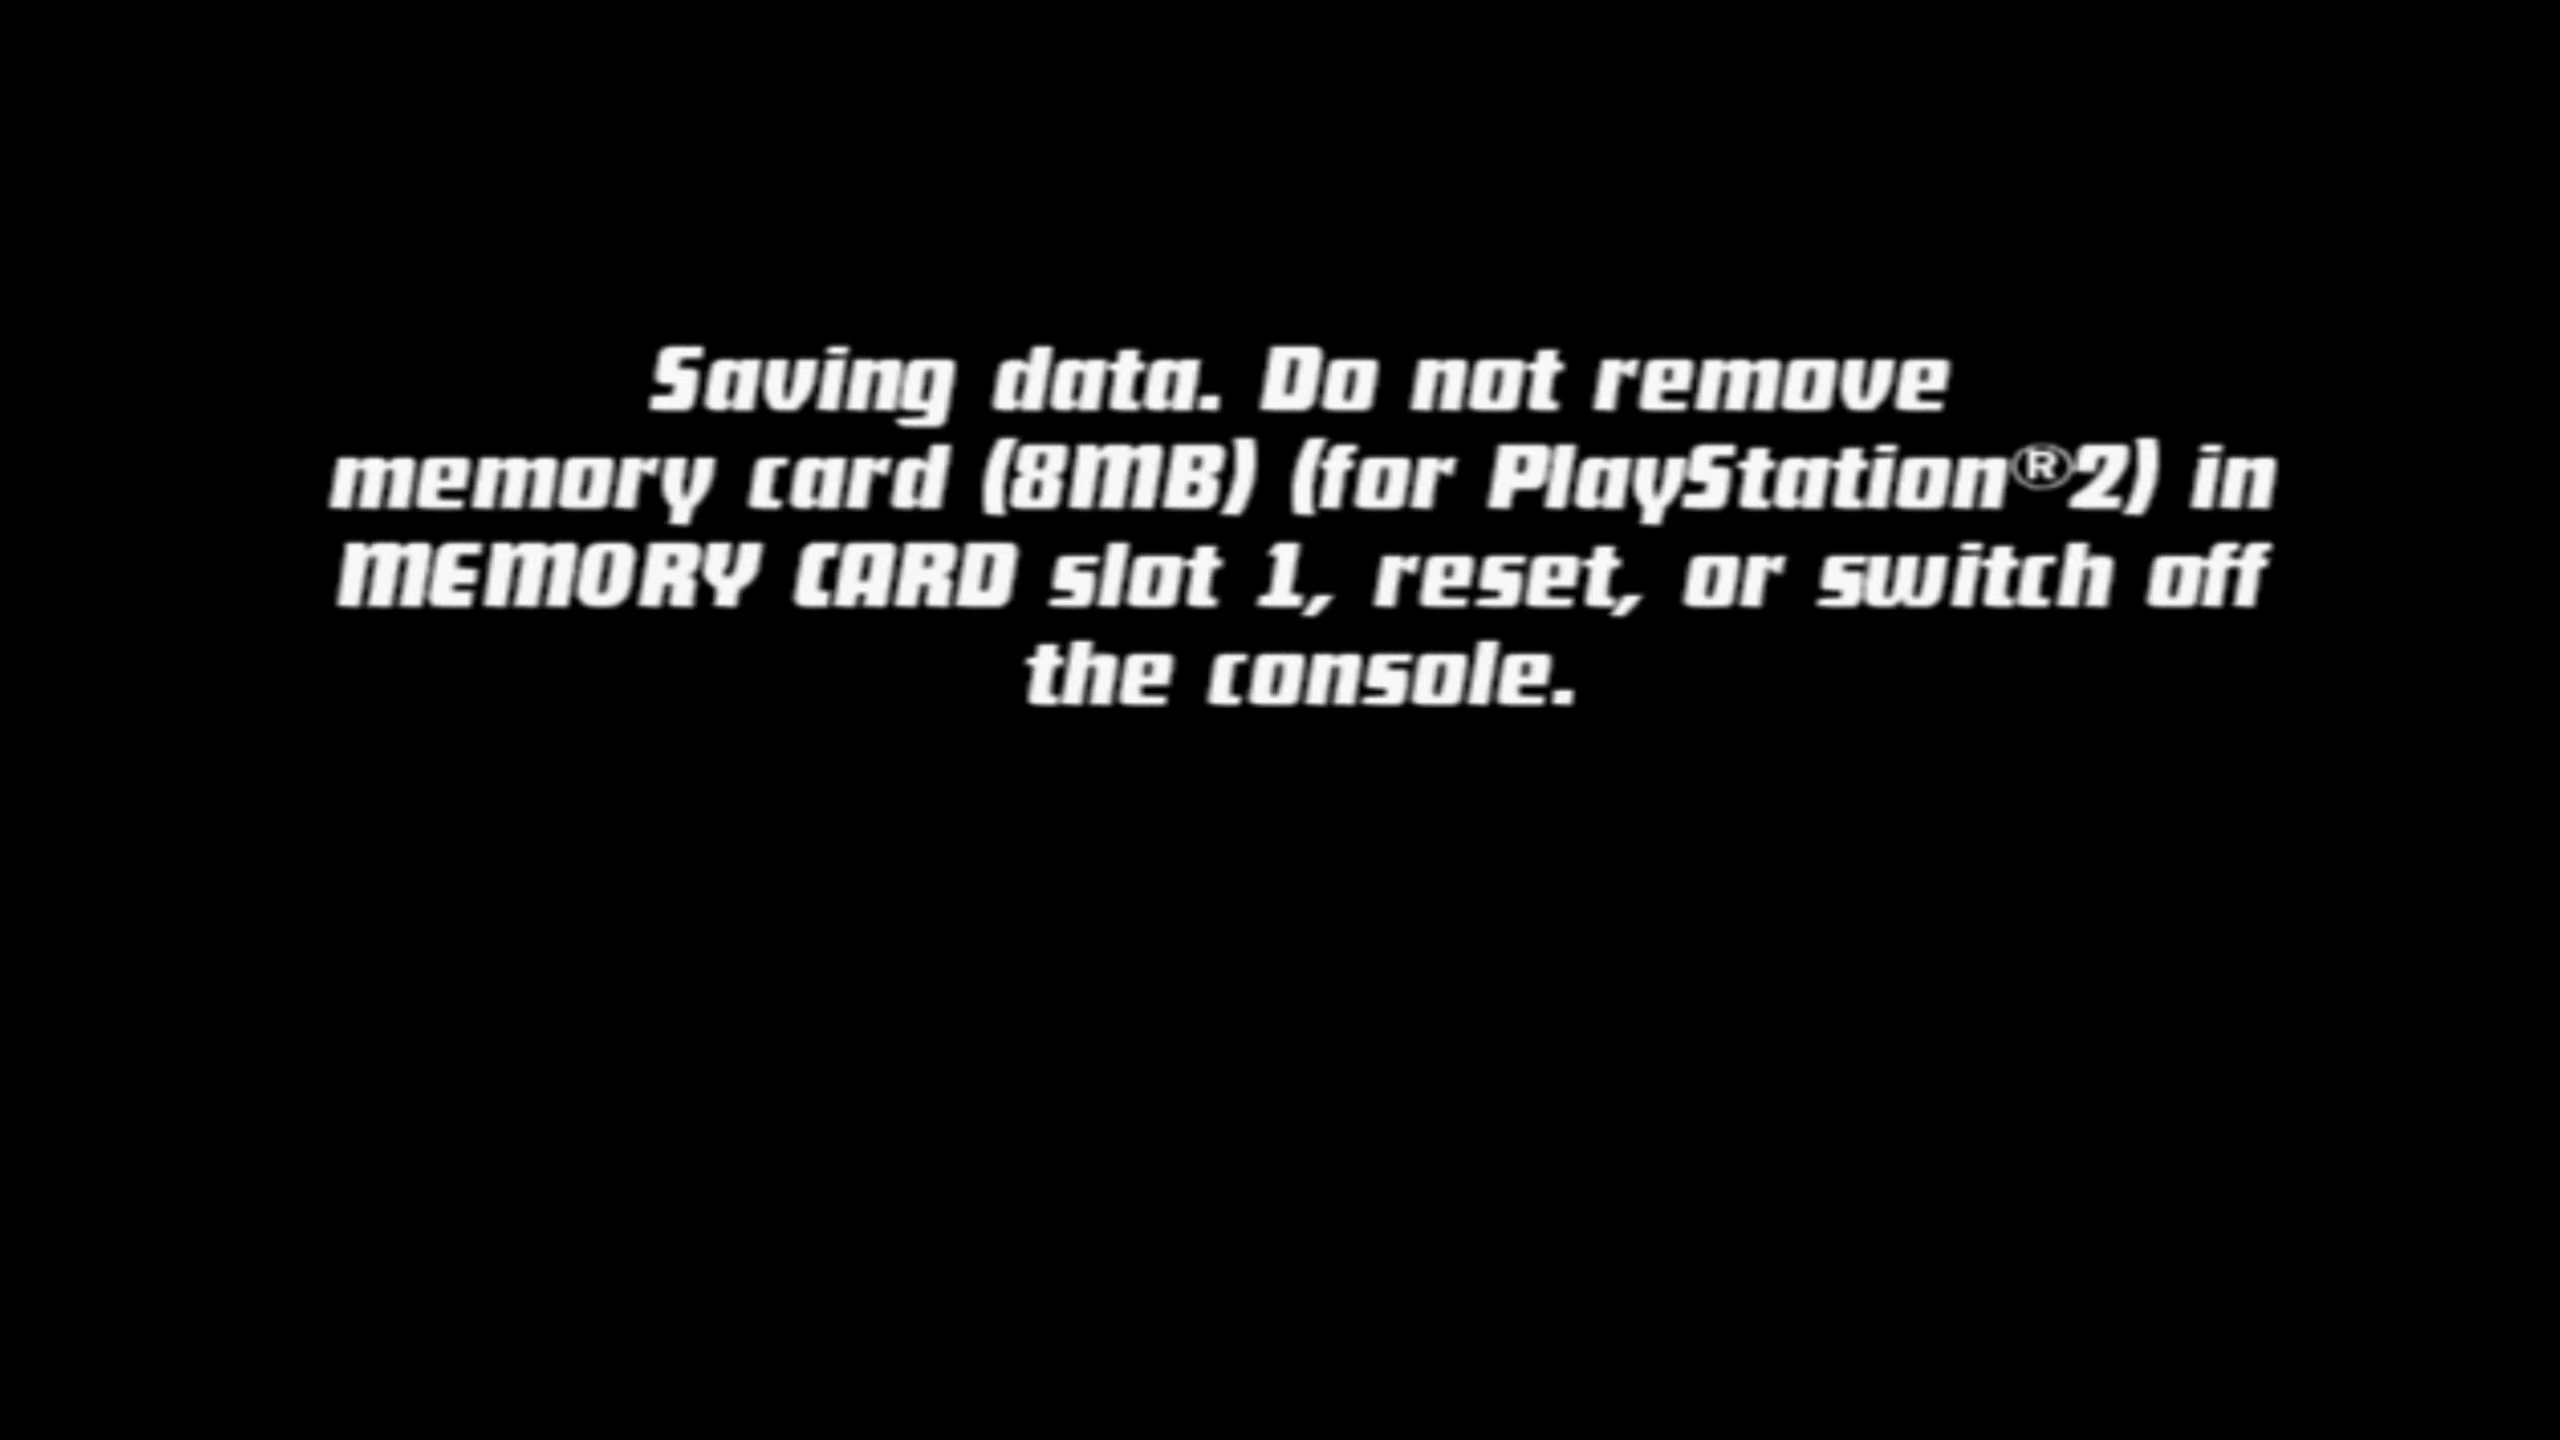 Saving data. Do not remove
memory card (8MB) (for PlayStation®2) in
MEMORY CARD slot 1, reset, or switch off
the console.